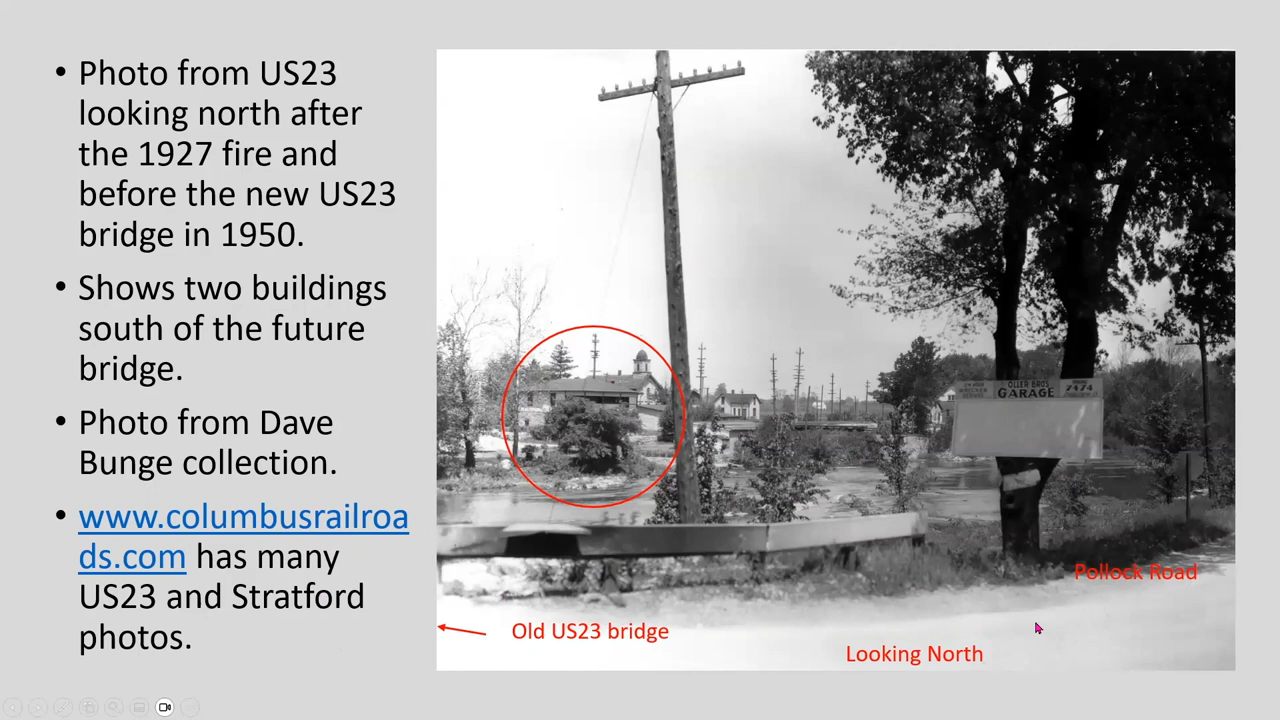 • Photo from US23
looking north after
the 1927 fire and
before the new US23
bridge in 1950.
• Shows two buildings
south of the future
bridge.
• Photo from Dave
Bunge collection.
• www.columbusrailroa
ds.com has many
US23 and Stratford
photos.
OLLER BROS
GARAGE
7474
Pollock Road
Old US23 bridge
Looking North